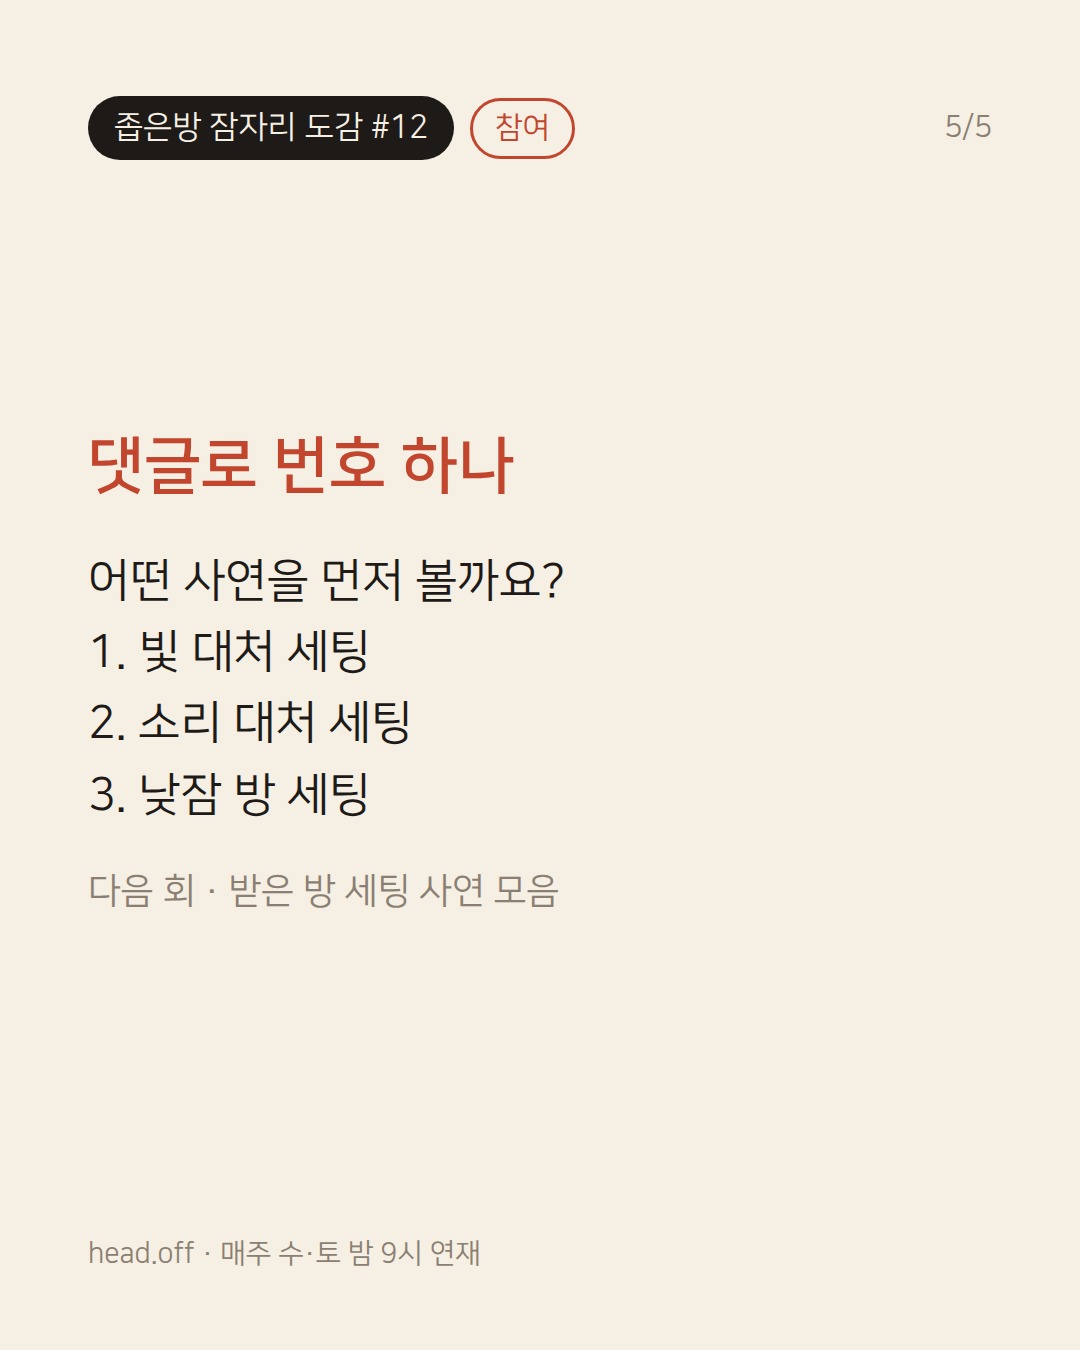 좁은방 잠자리 도감 #12 참여 5/5
댓글로 번호 하나
어떤 사연을 먼저 볼까요?
1. 빛 대처 세팅
2. 소리 대처 세팅
3. 낮잠 방 세팅
다음 회 · 받은 방 세팅 사연 모음
head.off · 매주 수·토 밤 9시 연재